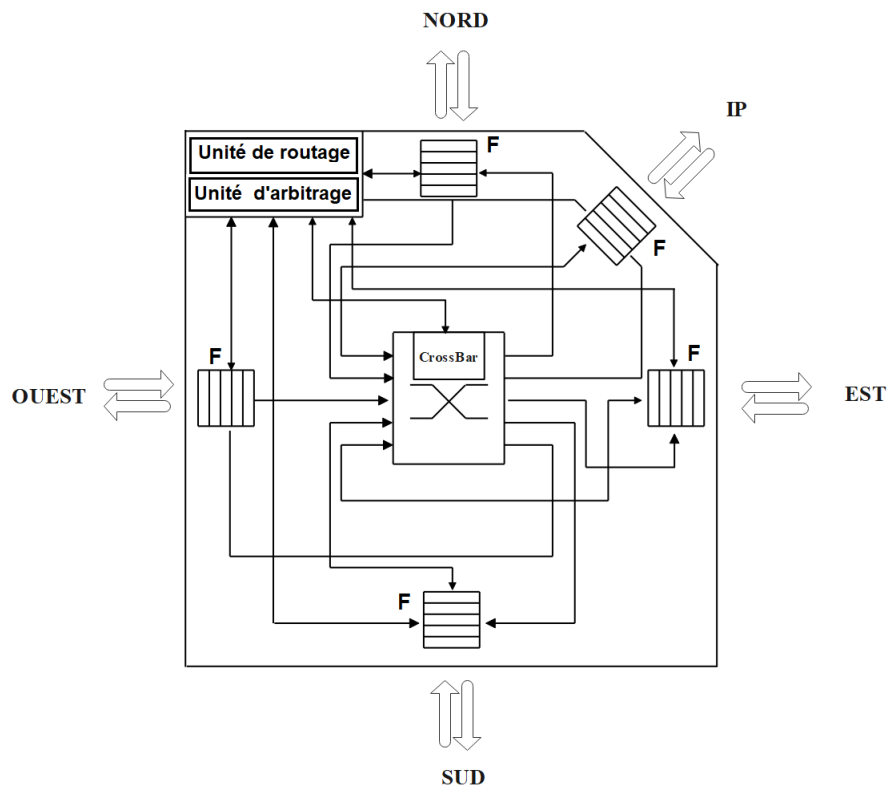 NORD
IP
F
Unité de routage
Unité d'arbitrage
F
CrossBar
F
F
OUEST
EST
F
SUD